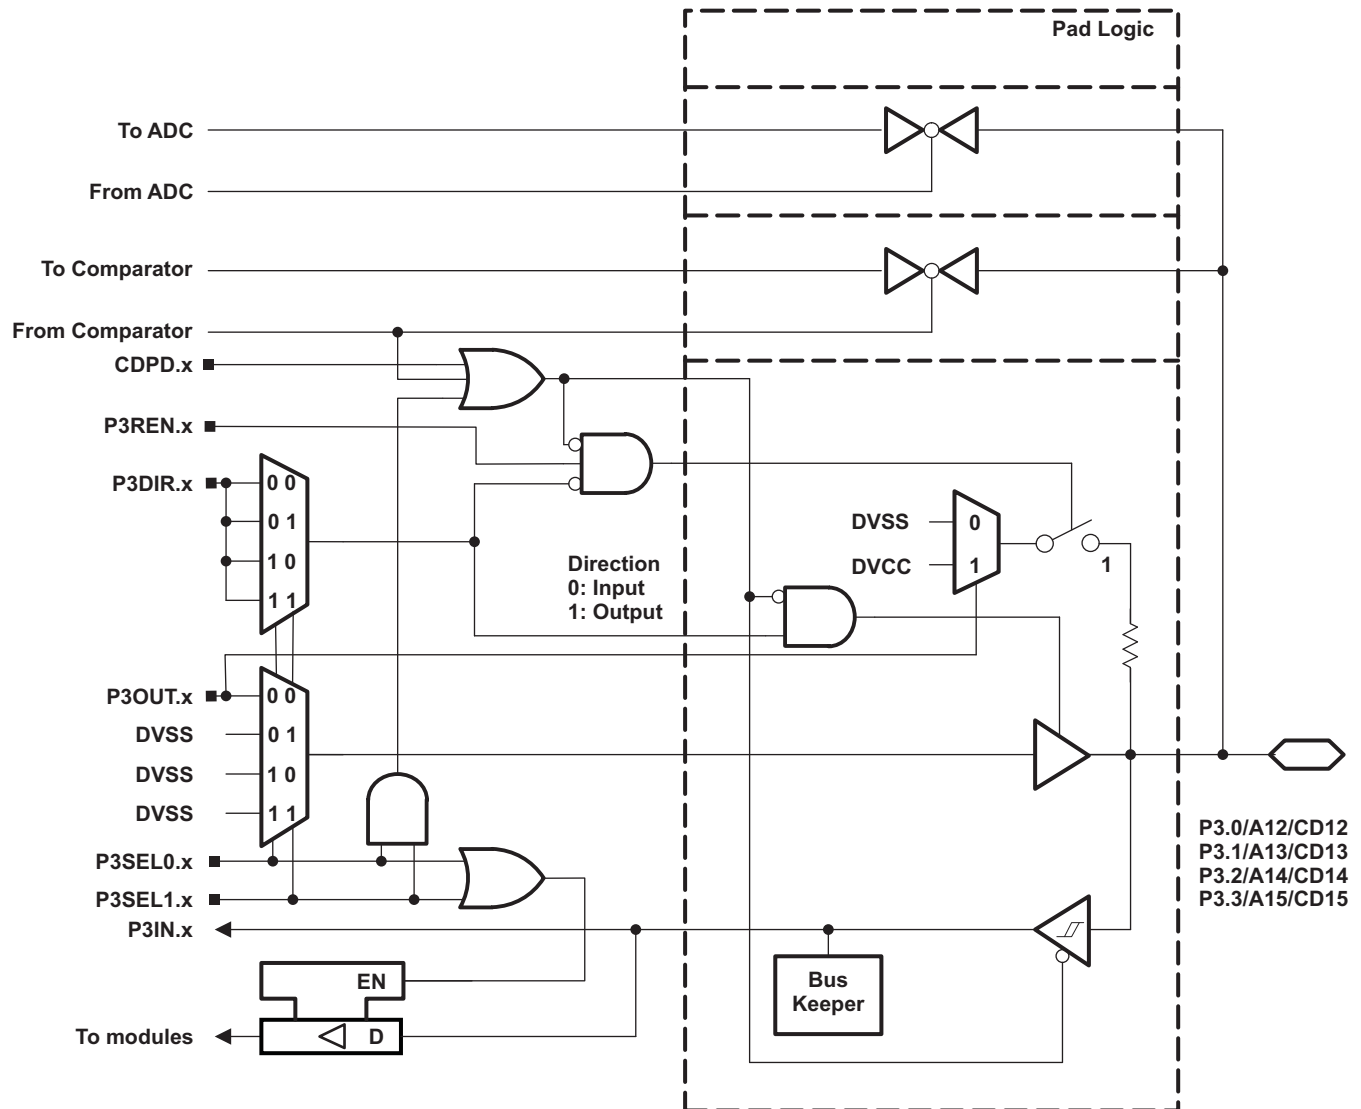 Pad Logic
To ADC
From ADC
To Comparator
From Comparator
CDPD.x
P3REN.x
P3DIR.x
0 0
0 1
1 0
1 1
Direction
0: Input
1: Output
DVSS
DVCC
0
1
1
P3OUT.x
DVSS
DVSS
DVSS
0 0
0 1
1 0
1 1
P3SEL0.x
P3SEL1.x
P3IN.x
P3.0/A12/CD12
P3.1/A13/CD13
P3.2/A14/CD14
P3.3/A15/CD15
Bus
Keeper
EN
D
To modules